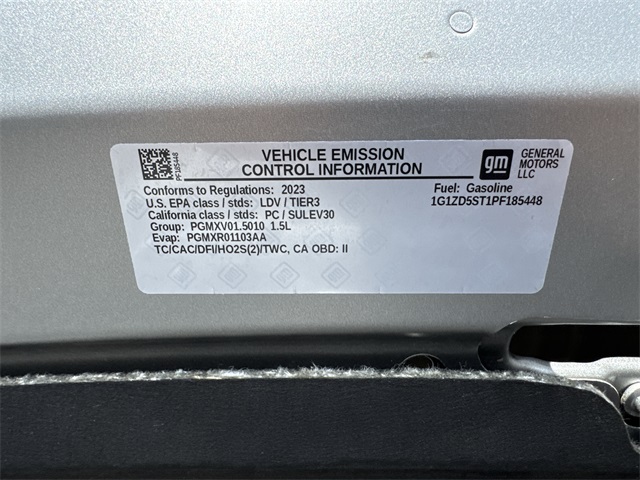 PF185448
VEHICLE EMISSION
CONTROL INFORMATION
gm
GENERAL
MOTORS
LLC
Conforms to Regulations: 2023
U.S. EPA class / stds: LDV / TIER3
California class / stds: PC / SULEV30
Group: PGMXV01.5010 1.5L
Evap: PGMXR01103AA
TC/CAC/DFI/HO2S(2)/TWC, CA OBD: II
Fuel: Gasoline
1G1ZD5ST1PF185448